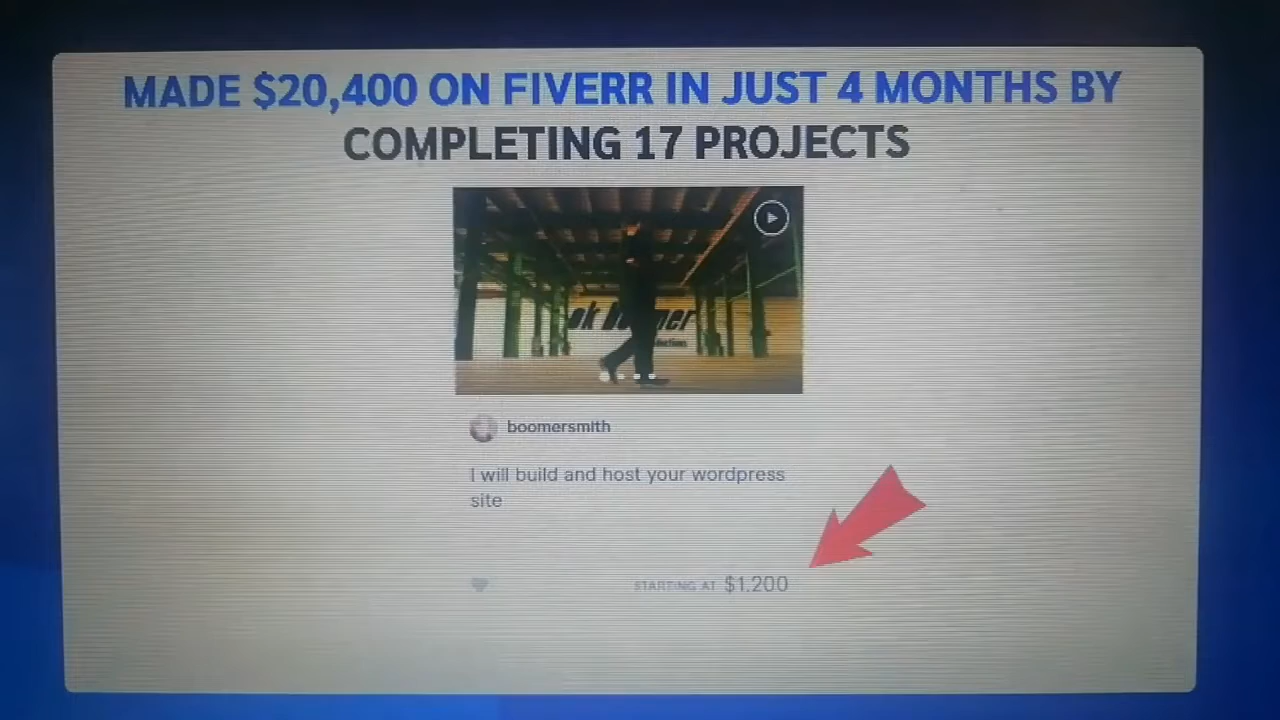 MADE $20,400 ON FIVERR IN JUST 4 MONTHS BY
COMPLETING 17 PROJECTS
ok
boomersmith
I will build and host your wordpress
site
STARTING AT $1,200